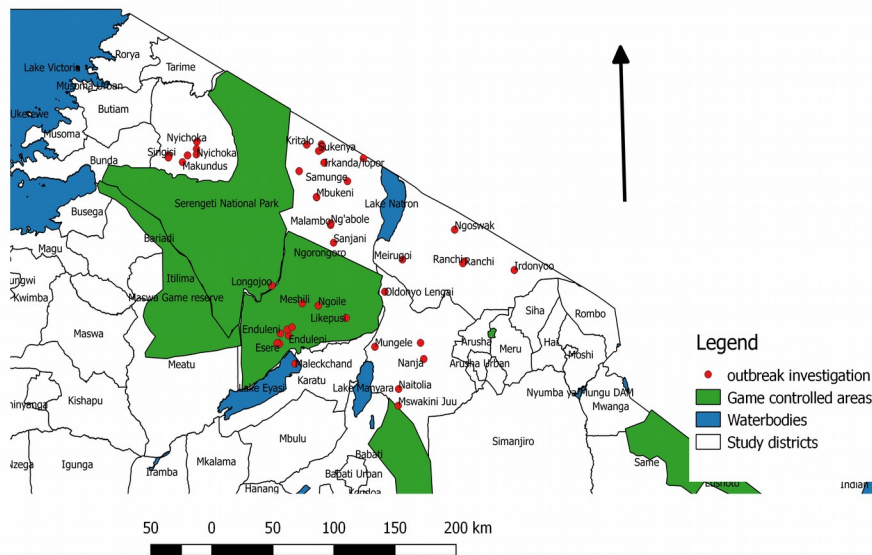 Rorya
Lake Victoria
Tarime
Musoma Urban
Butiam
Ukerewe
Musoma
Nyichoka
Kritalo
Sukenya
Singisi
Nyichoka
Bunda
Makundus
Irkanda/lopor
Samunge
Mbukeni
Serengeti National Park
Lake Natron
Busega
Malambo
Ng'abole
Ngoswak
Bariadi
Sanjani
Magu
Ngorongoro
Meirugoi
Ranchi
Ranchi
Irdonyoo
Itilima
Longojoo
Kwimba
Maswa Game reserve
Oldonyo Lengai
Meshili
Ngoile
Siha
Rombo
Likepusi
Maswa
Enduleni
Enduleni
Mungele
Arusha
Hai
Esere
Meru
Moshi
Meatu
Maleckchand
Nanja
Arusha Urban
Karatu
Lake Eyasi
Lake Manyara
Naitolia
Nyumba ya Mungu DAM
Kishapu
Mswakini Juu
Mwanga
Mbulu
Simanjiro
Babati
Igunga
Mkalama
Iramba
Babati Urban
Same
Hanang
Indian
Legend
outbreak investigation
Game controlled areas
Waterbodies
Study districts
50 0 50 100 150 200 km